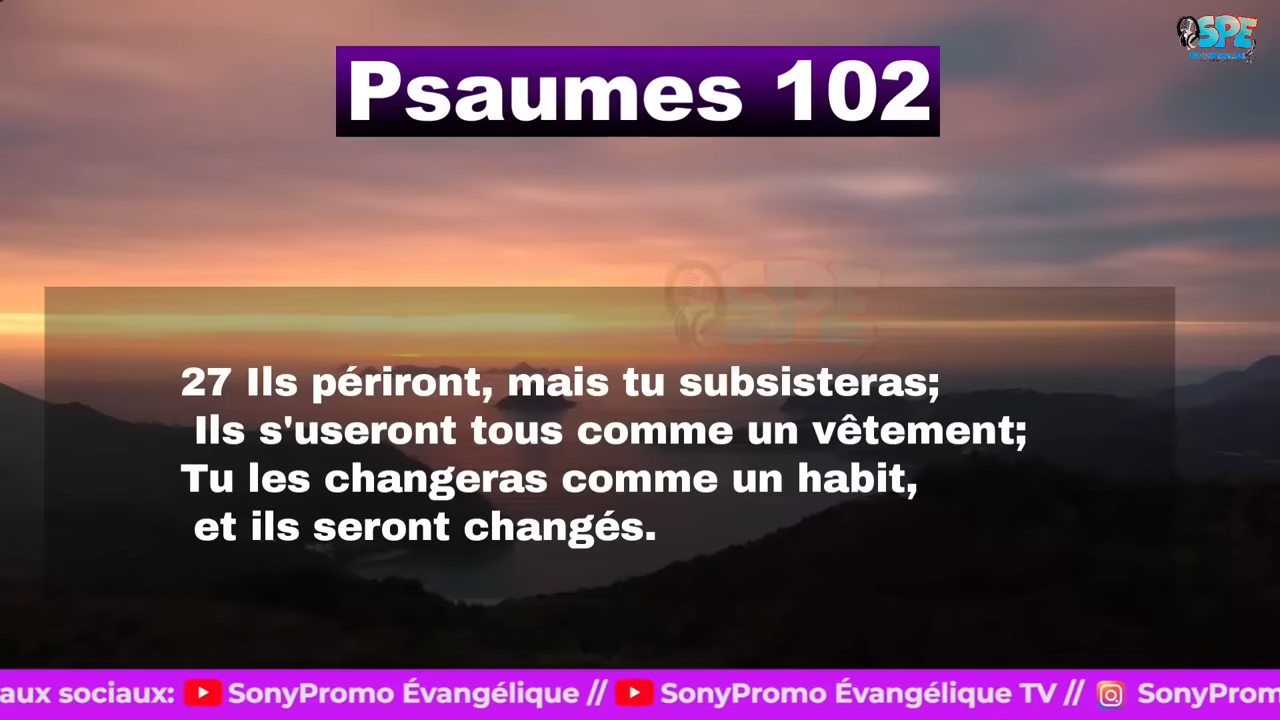 SPE
Psaumes 102
SPE
27 Ils périront, mais tu subsisteras;
Ils s'useront tous comme un vêtement;
Tu les changeras comme un habit,
et ils seront changés.
aux sociaux: SonyPromo Évangélique // SonyPromo Évangélique TV // SonyProm